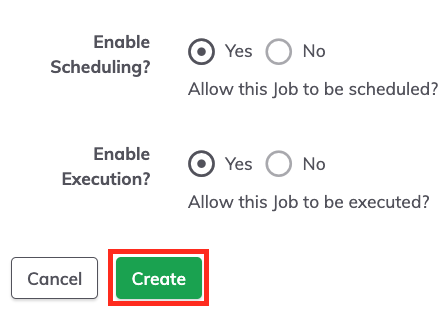 Enable Scheduling?
Yes No
Allow this Job to be scheduled?
Enable Execution?
Yes No
Allow this Job to be executed?
Cancel Create